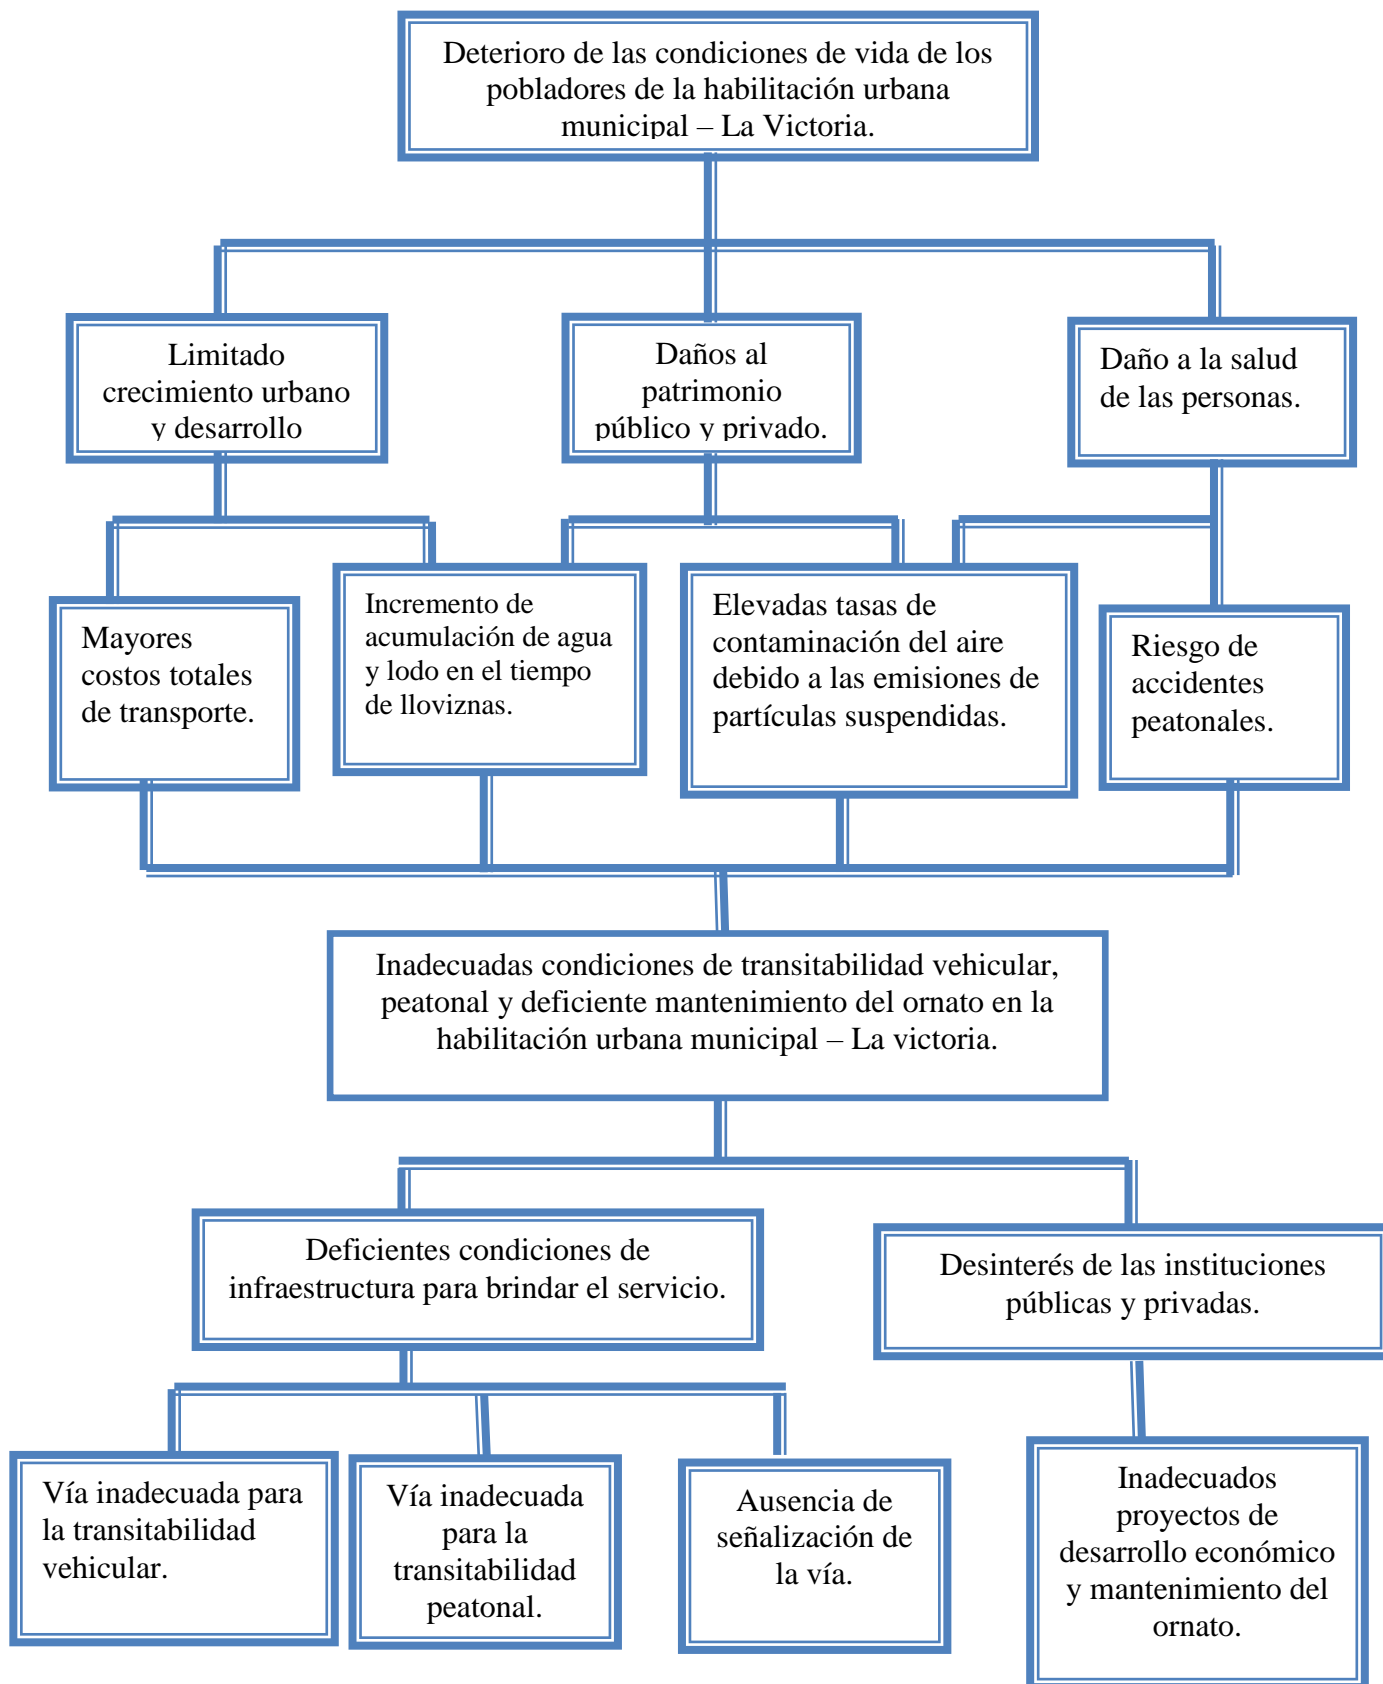 Deterioro de las condiciones de vida de los
pobladores de la habilitación urbana
municipal – La Victoria.
Limitado
crecimiento urbano
y desarrollo
Daños al
patrimonio
público y privado.
Daño a la salud
de las personas.
Mayores
costos totales
de transporte.
Incremento de
acumulación de agua
y lodo en el tiempo
de lloviznas.
Elevadas tasas de
contaminación del aire
debido a las emisiones de
partículas suspendidas.
Riesgo de
accidentes
peatonales.
Inadecuadas condiciones de transitabilidad vehicular,
peatonal y deficiente mantenimiento del ornato en la
habilitación urbana municipal – La victoria.
Deficientes condiciones de
infraestructura para brindar el servicio.
Desinterés de las instituciones
públicas y privadas.
Vía inadecuada para
la transitabilidad
vehicular.
Vía inadecuada
para la
transitabilidad
peatonal.
Ausencia de
señalización de
la vía.
Inadecuados
proyectos de
desarrollo económico
y mantenimiento del
ornato.